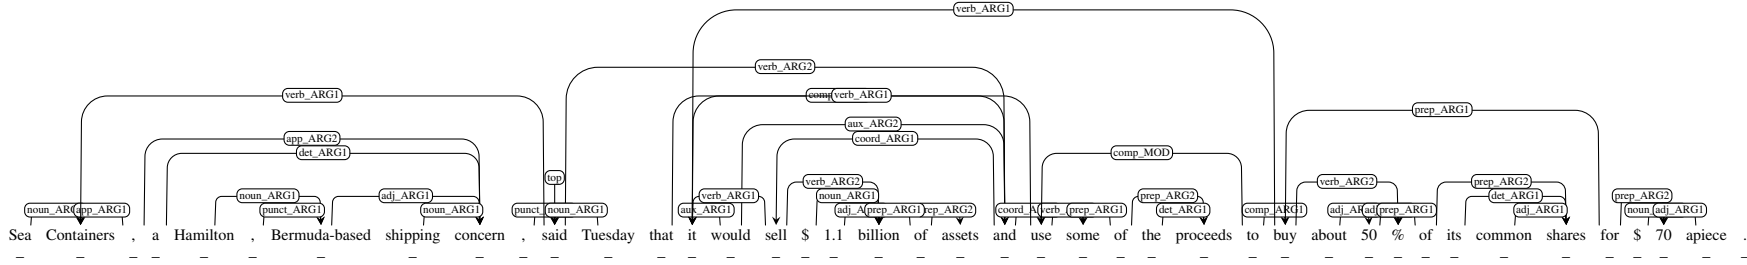 verb_ARG1
verb_ARG2
verb_ARG1 verb_ARG1
prep_ARG1
aux_ARG2
app_ARG2 coord_ARG1
det_ARG1 comp_MOD
top
verb_ARG2 verb_ARG2 prep_ARG2
noun_ARG1 adj_ARG1 verb_ARG1 noun_ARG1 prep_ARG2 det_ARG1 prep_ARG2
app_ARG1 punct_ARG1 noun_ARG1 noun_ARG1 aux_ARG1 prep_ARG1 prep_ARG1 det_ARG1 comp_ARG1 prep_ARG1 adj_ARG1 adj_ARG1
Sea Containers , a Hamilton , Bermuda-based shipping concern , said Tuesday that it would sell $ 1.1 billion of assets and use some of the proceeds to buy about 50 % of its common shares for $ 70 apiece .
_ _ _ _ _ _ _ _ _ _ _ _ _ _ _ _ _ _ _ _ _ _ _ _ _ _ _ _ _ _ _ _ _ _ _ _ _ _ _ _ _ _ _